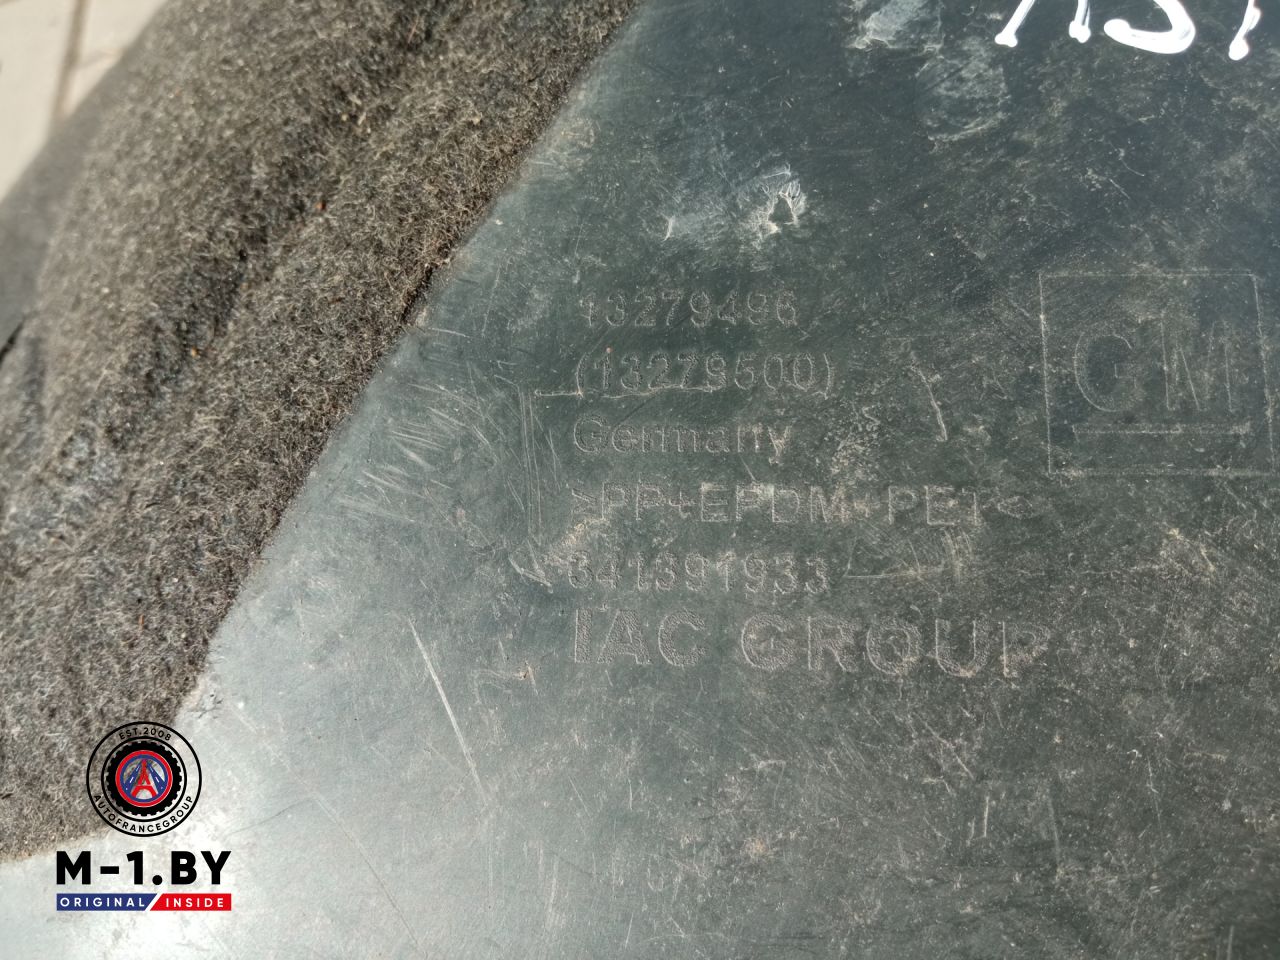 13279496
(13279500)
Germany
>PP+EPDM+PET<
341391933
IAC GROUP
GM
EST.2008
AUTOFRANCEGROUP
M-1.BY
ORIGINAL INSIDE